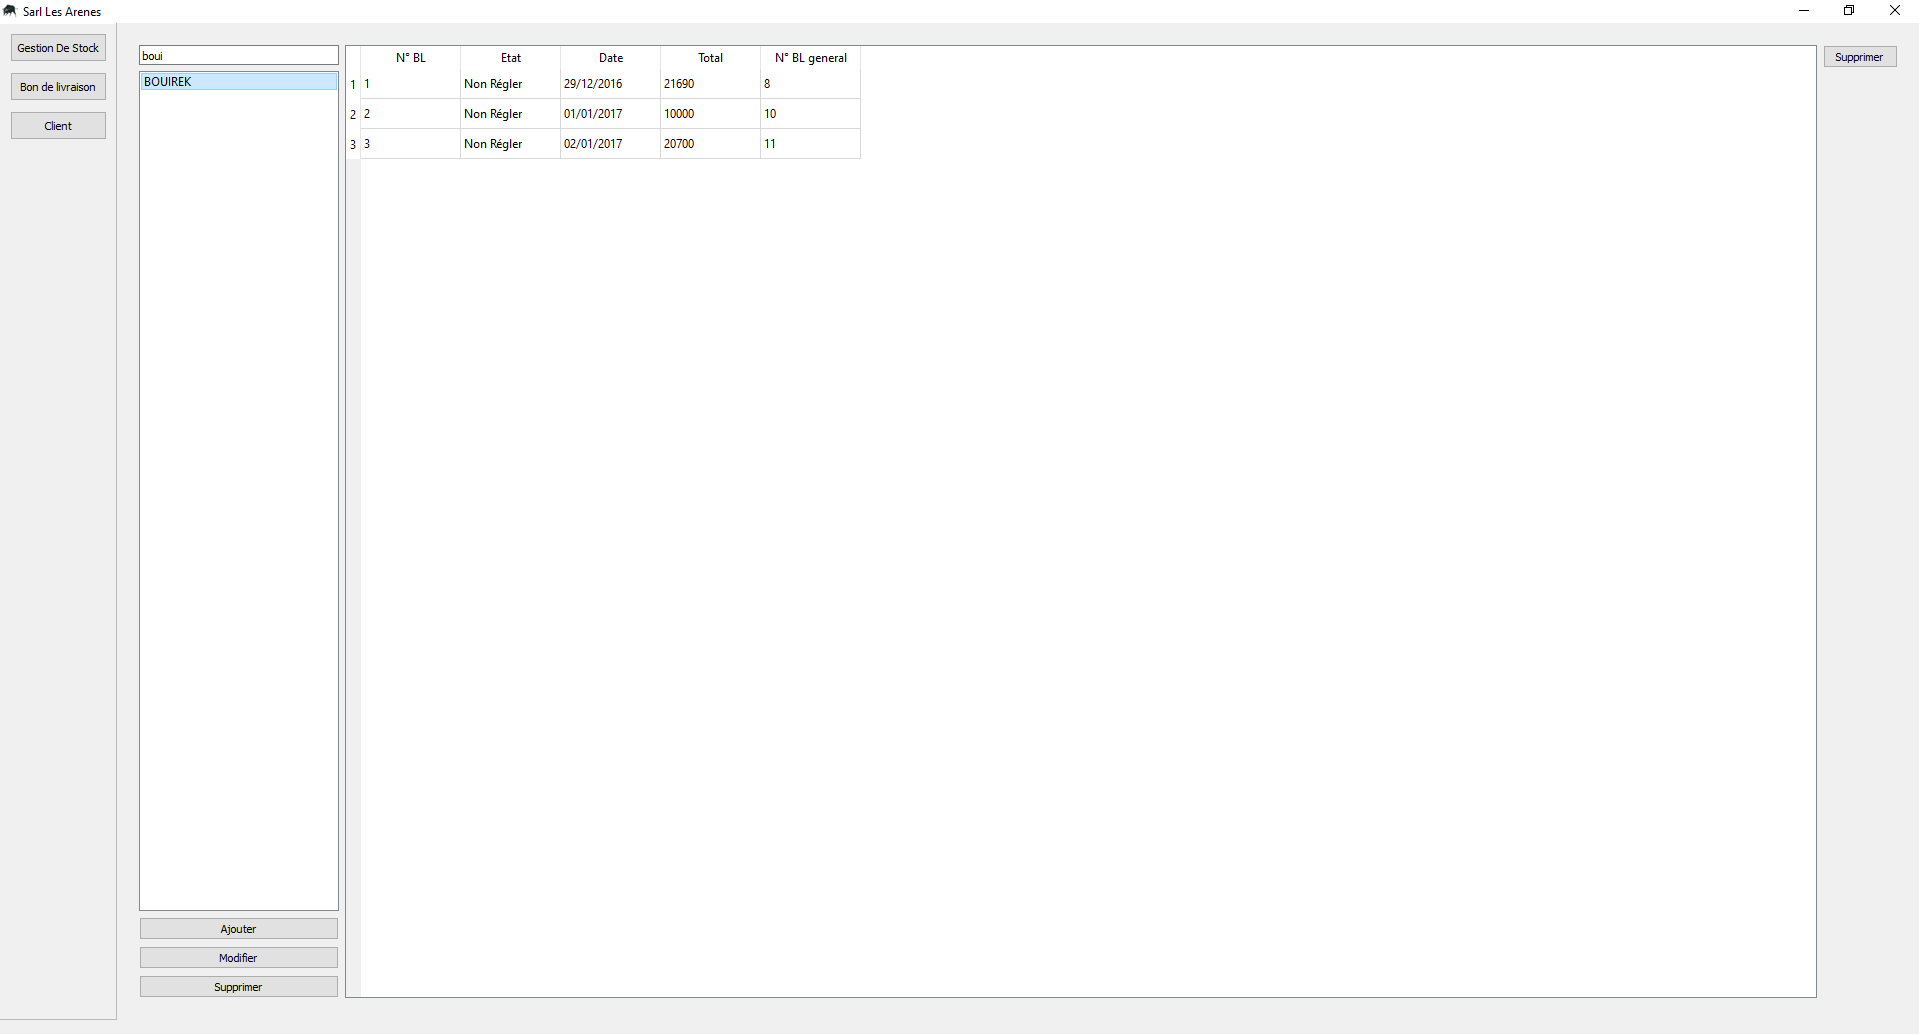 Sarl Les Arenes
Gestion De Stock
Bon de livraison
Client
boui
BOUIREK
Ajouter
Modifier
Supprimer
N° BL Etat Date Total N° BL general
1 1 Non Régler 29/12/2016 21690 8
2 2 Non Régler 01/01/2017 10000 10
3 3 Non Régler 02/01/2017 20700 11
Supprimer